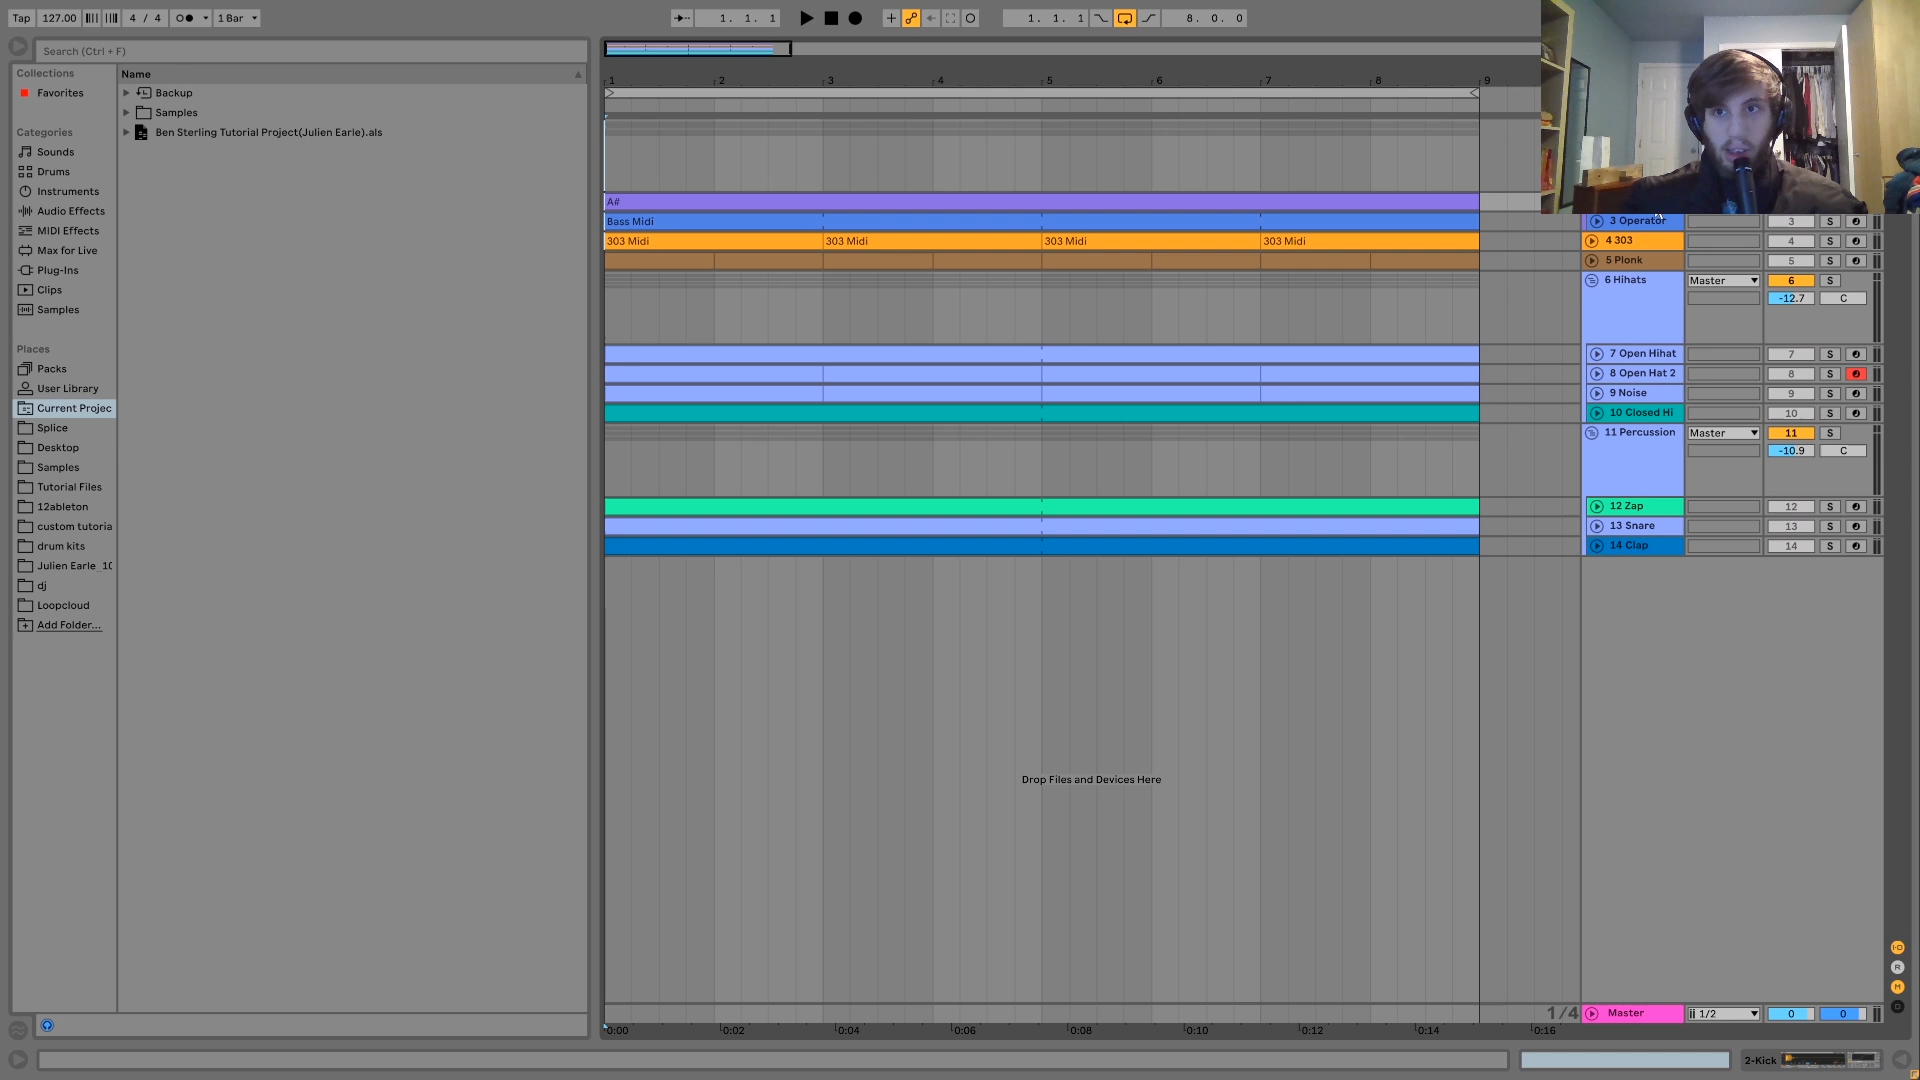 Tap 127.00 4 / 4 1 Bar 1. 1. 1 1. 1. 1 8. 0. 0
Search (Ctrl + F)
Collections
Favorites
Categories
Sounds
Drums
Instruments
Audio Effects
MIDI Effects
Max for Live
Plug-Ins
Clips
Samples
Places
Packs
User Library
Current Projec
Splice
Desktop
Samples
Tutorial Files
12ableton
custom tutoria
drum kits
Julien Earle_10
dj
Loopcloud
Add Folder...
Name
Backup
Samples
Ben Sterling Tutorial Project(Julien Earle).als
1 2 3 4 5 6 7 8 9
A#
Bass Midi
303 Midi 303 Midi 303 Midi 303 Midi
Drop Files and Devices Here
3 Operator 3 S
4 303 4 S
5 Plonk 5 S
6 Hihats Master 6 S
-12.7 C
7 Open Hihat 7 S
8 Open Hat 2 8 S
9 Noise 9 S
10 Closed Hi 10 S
11 Percussion Master 11 S
-10.9 C
12 Zap 12 S
13 Snare 13 S
14 Clap 14 S
1/4 Master 1/2 0 0
0:00 0:02 0:04 0:06 0:08 0:10 0:12 0:14 0:16
I·O
R
M
D
2-Kick